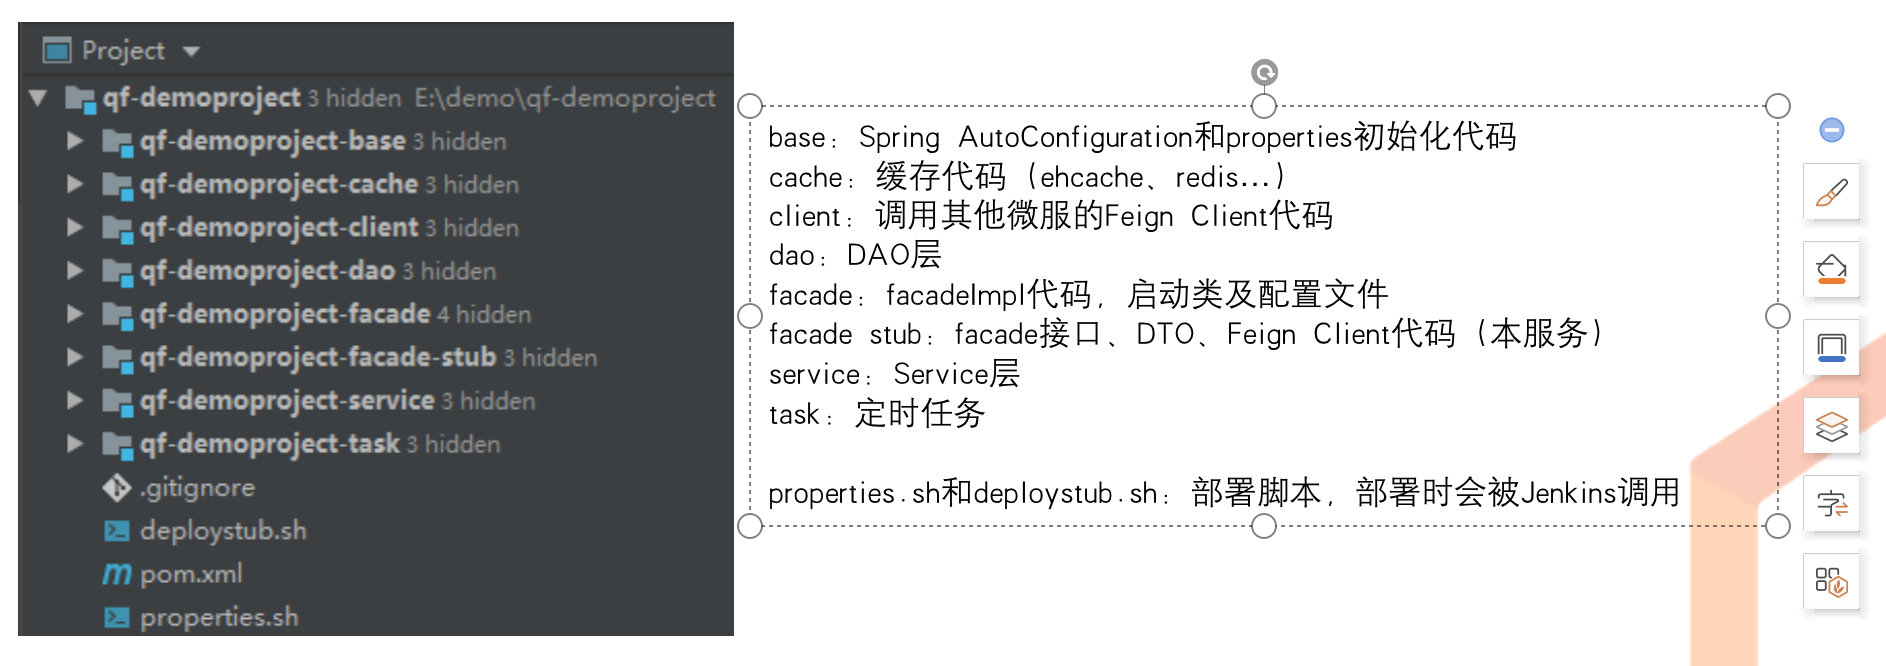 Project
qf-demoproject 3 hidden E:\demo\qf-demoproject
qf-demoproject-base 3 hidden
qf-demoproject-cache 3 hidden
qf-demoproject-client 3 hidden
qf-demoproject-dao 3 hidden
qf-demoproject-facade 4 hidden
qf-demoproject-facade-stub 3 hidden
qf-demoproject-service 3 hidden
qf-demoproject-task 3 hidden
.gitignore
deploystub.sh
pom.xml
properties.sh
base：Spring AutoConfiguration和properties初始化代码
cache：缓存代码（ehcache、redis...）
client：调用其他微服的Feign Client代码
dao：DAO层
facade：facadeImpl代码，启动类及配置文件
facade stub：facade接口、DTO、Feign Client代码（本服务）
service：Service层
task：定时任务
properties.sh和deploystub.sh：部署脚本，部署时会被Jenkins调用
字